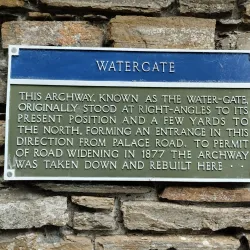 WATERGATE
THIS ARCHWAY, KNOWN AS THE WATER-GATE,
ORIGINALLY STOOD AT RIGHT-ANGLES TO ITS
PRESENT POSITION AND A FEW YARDS TO
THE NORTH, FORMING AN ENTRANCE IN THIS
DIRECTION FROM PALACE ROAD. TO PERMIT
OF ROAD WIDENING IN 1877 THE ARCHWAY
WAS TAKEN DOWN AND REBUILT HERE · ·